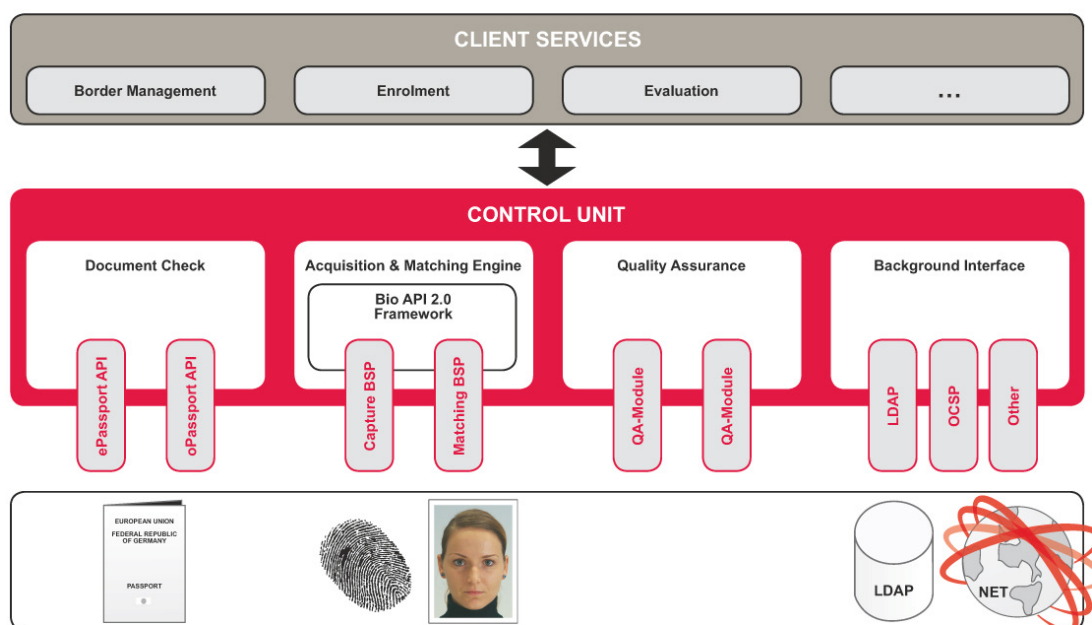 CLIENT SERVICES
Border Management
Enrolment
Evaluation
...
CONTROL UNIT
Document Check
Acquisition & Matching Engine
Quality Assurance
Background Interface
Bio API 2.0
Framework
ePassport API
oPassport API
Capture BSP
Matching BSP
QA-Module
QA-Module
LDAP
OCSP
Other
EUROPEAN UNION
FEDERAL REPUBLIC
OF GERMANY
PASSPORT
LDAP
NET